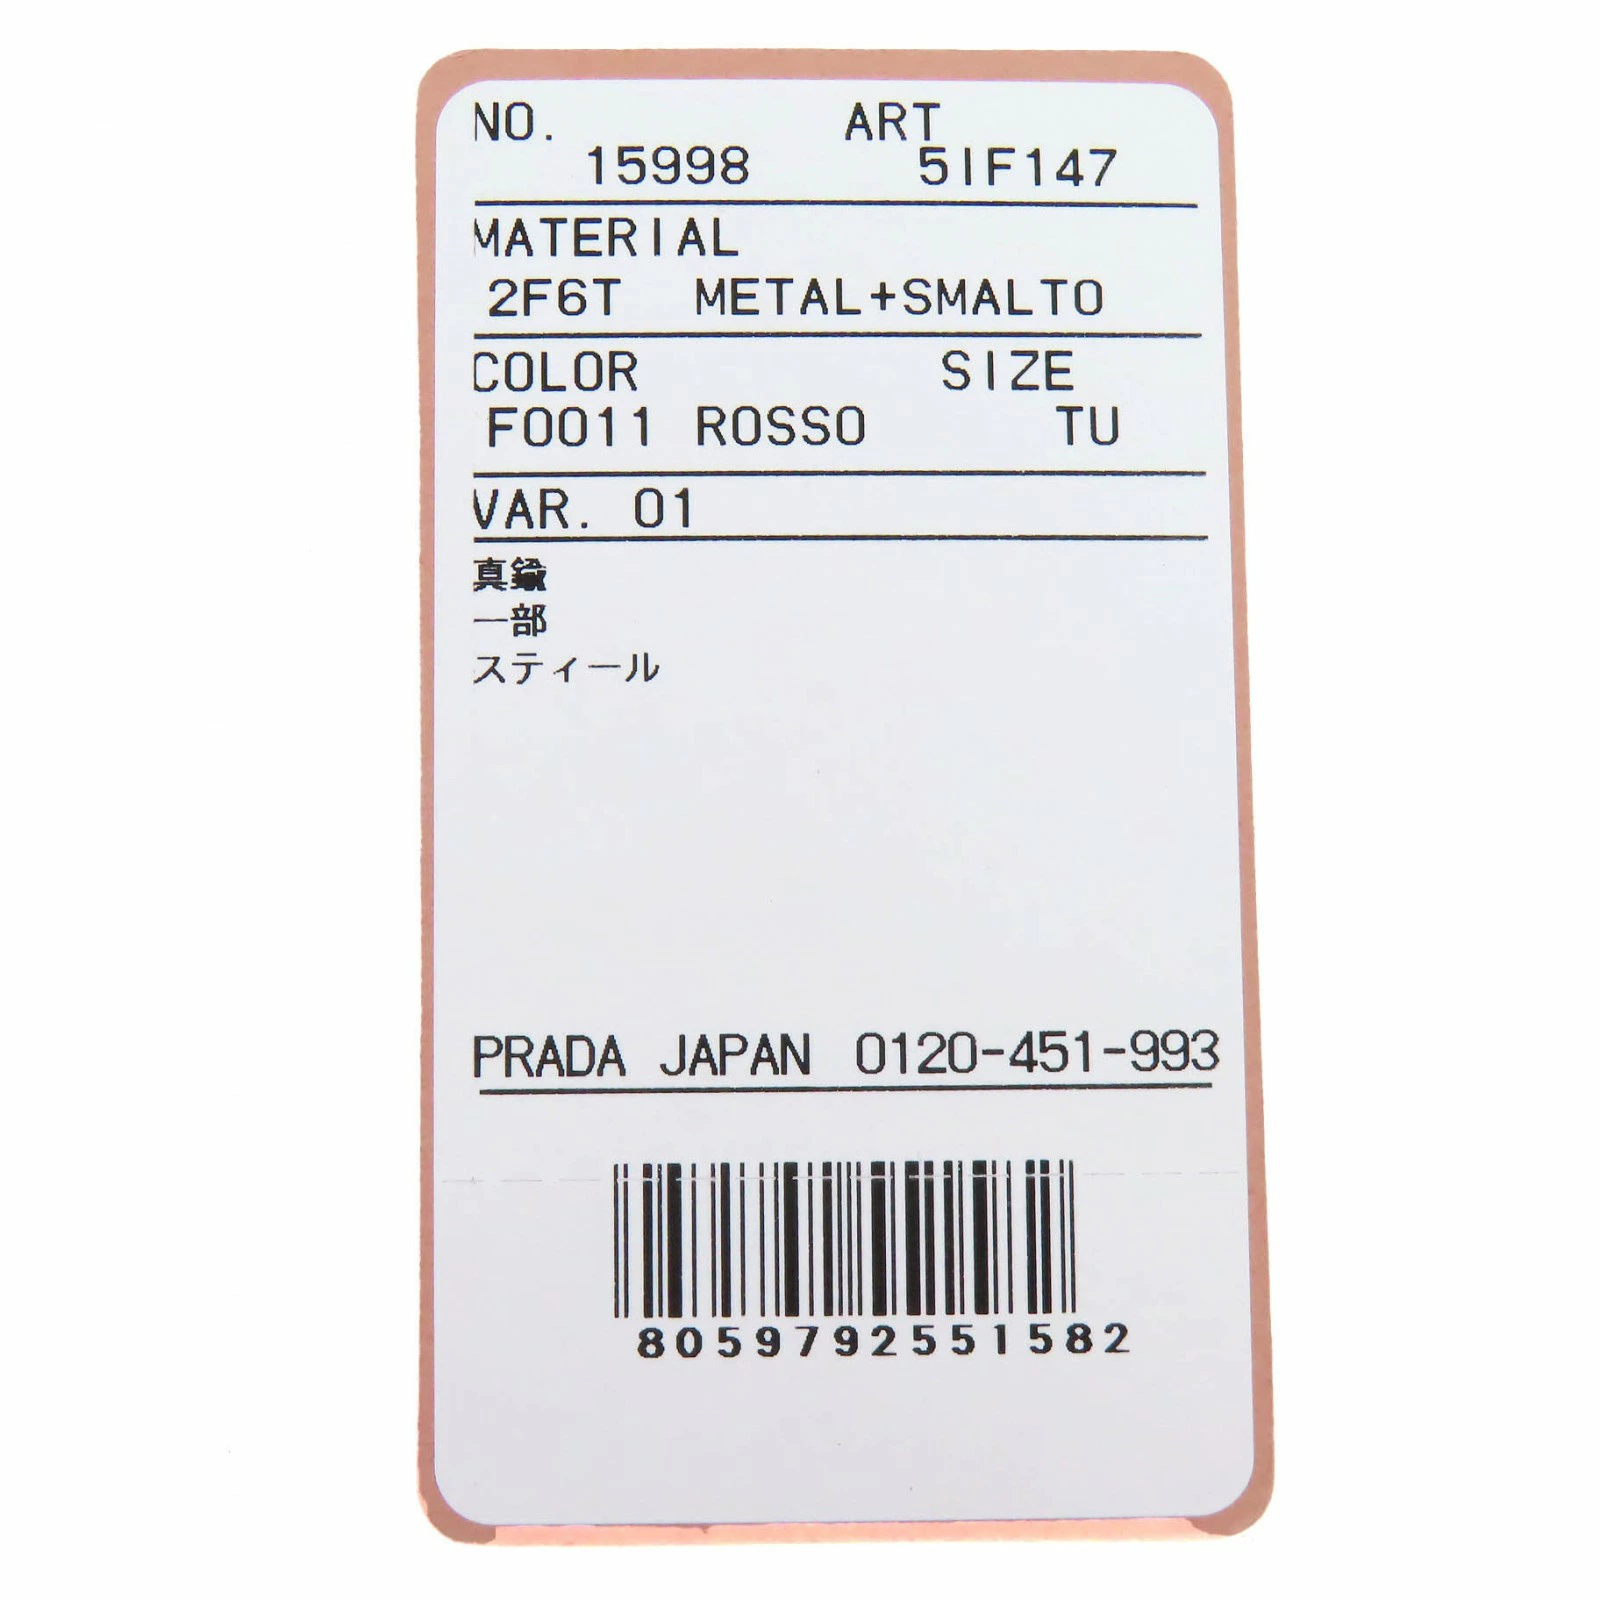 NO. ART
15998 5IF147
MATERIAL
2F6T METAL+SMALTO
COLOR SIZE
F0011 ROSSO TU
VAR. 01
真鍮
一部
スティール
PRADA JAPAN 0120-451-993
8059792551582